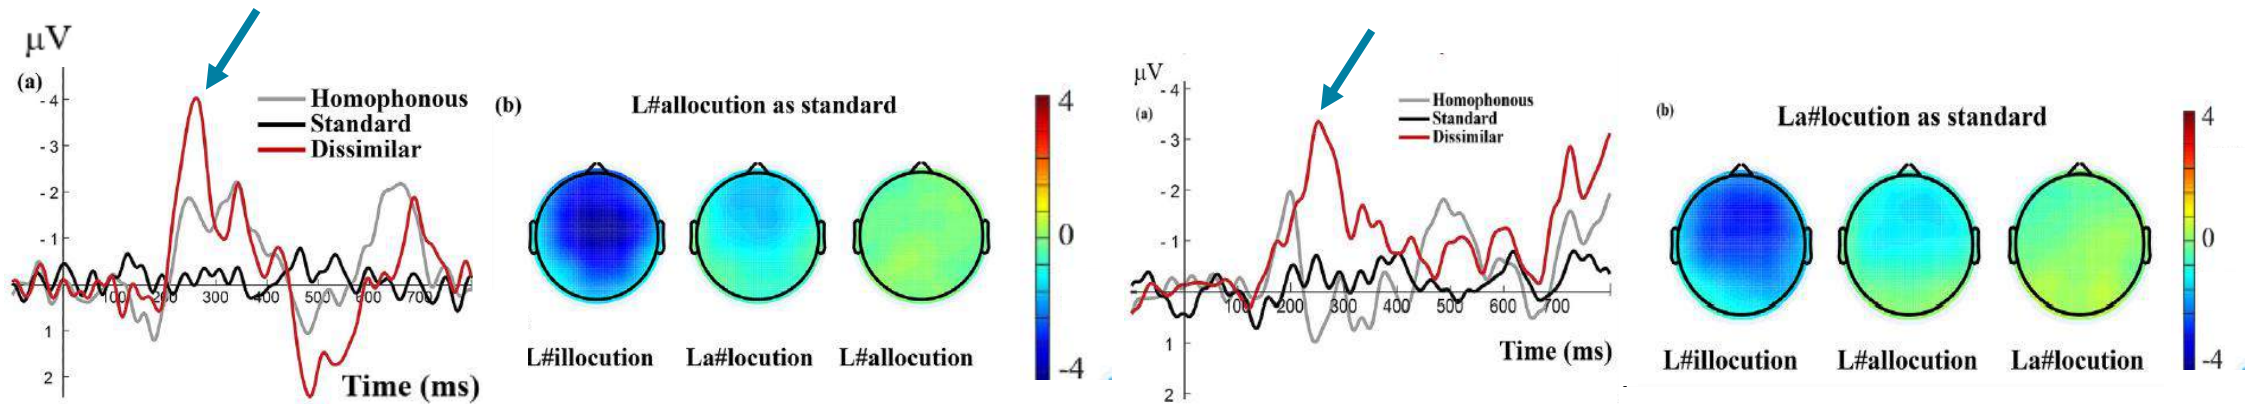 μV
(a)
- 4
- 3
- 2
- 1
1
2
100 200 300 400 500 600 700
Time (ms)
Homophonous
Standard
Dissimilar
(b)
L#allocution as standard
L#illocution La#locution L#allocution
4
0
-4
μV
(a)
- 4
- 3
- 2
- 1
1
2
100 200 300 400 500 600 700
Time (ms)
Homophonous
Standard
Dissimilar
(b)
La#locution as standard
L#illocution L#allocution La#locution
4
0
-4